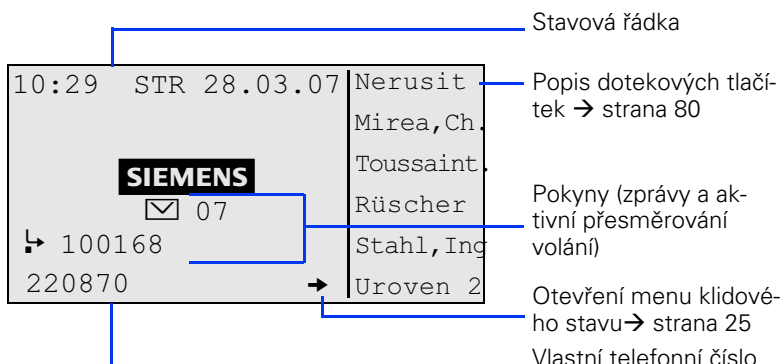 Stavová řádka
10:29 STR 28.03.07
Nerusit
Mirea,Ch.
Toussaint.
Rüscher
Stahl,Ing
Uroven 2
SIEMENS
07
100168
220870 →
Popis dotekových tlačí-
tek → strana 80
Pokyny (zprávy a ak-
tivní přesměrování
volání)
Otevření menu klidové-
ho stavu→ strana 25
Vlastní telefonní číslo